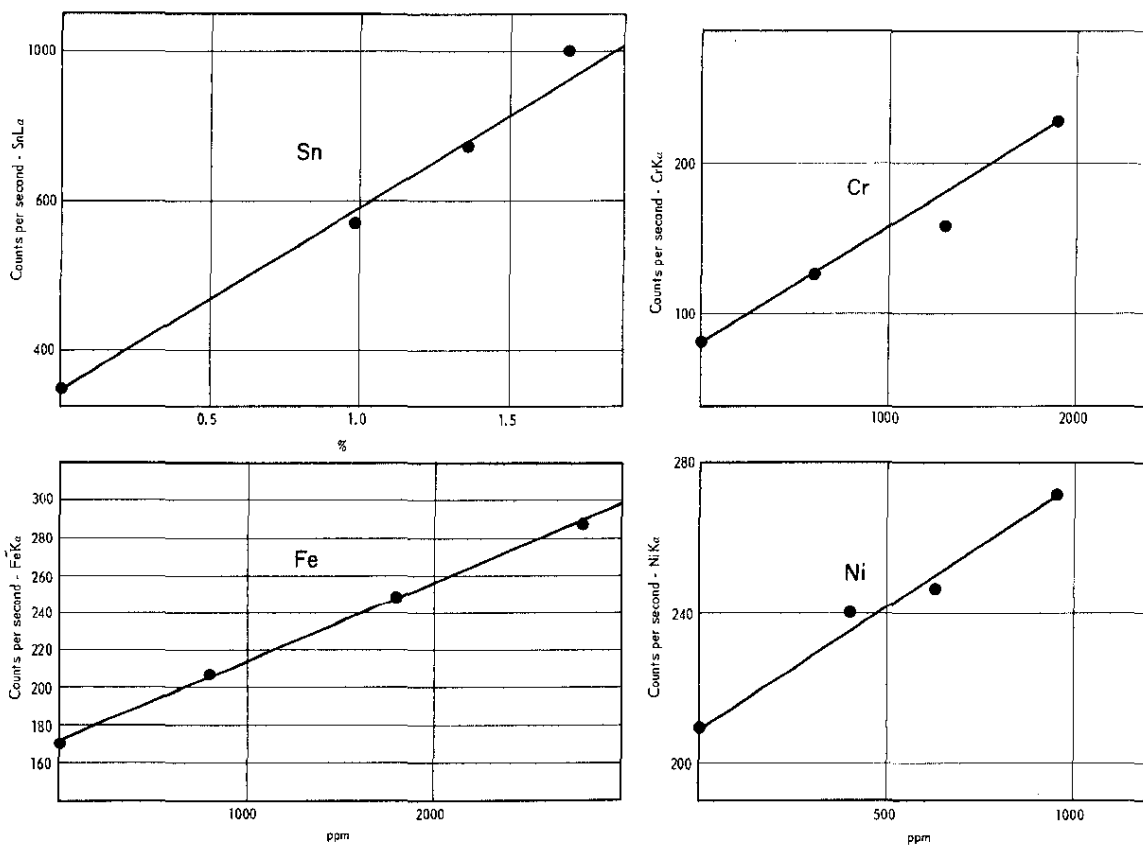 Counts per second - SnLα
1000
600
400
Sn
0.5
1.0
1.5
%
Counts per second - CrKα
200
100
Cr
1000
2000
Counts per second - FeKα
300
280
260
240
220
200
180
160
Fe
1000
2000
ppm
Counts per second - NiKα
280
240
200
Ni
500
1000
ppm